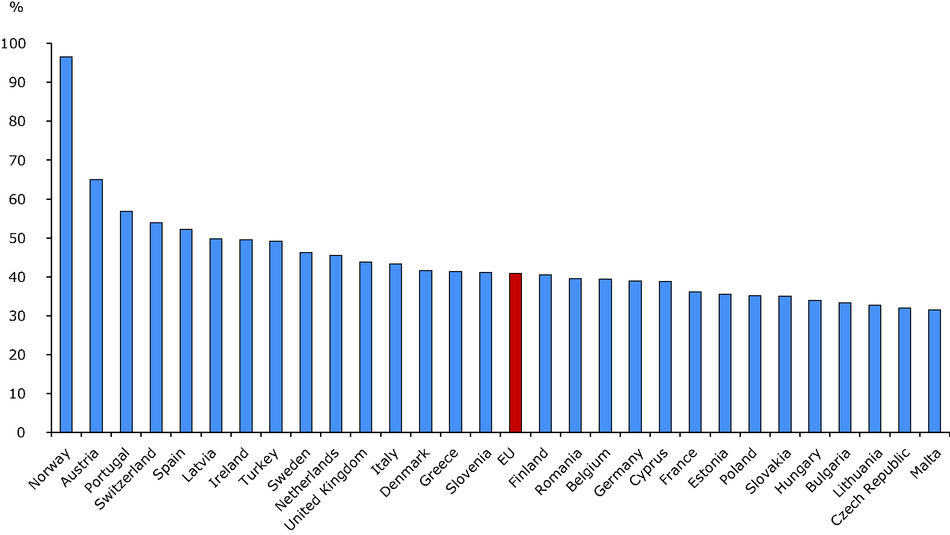 %
100
90
80
70
60
50
40
30
20
10
0
Norway
Austria
Portugal
Switzerland
Spain
Latvia
Ireland
Turkey
Sweden
Netherlands
United Kingdom
Italy
Denmark
Greece
Slovenia
EU
Finland
Romania
Belgium
Germany
Cyprus
France
Estonia
Poland
Slovakia
Hungary
Bulgaria
Lithuania
Czech Republic
Malta